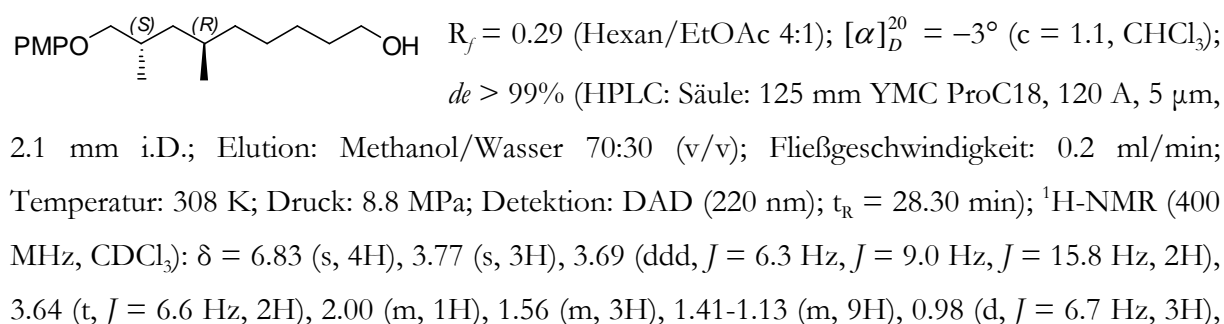 (S) (R)
PMPO OH R𝑓 = 0.29 (Hexan/EtOAc 4:1); [α]²⁰_D = −3° (c = 1.1, CHCl₃);
de > 99% (HPLC: Säule: 125 mm YMC ProC18, 120 A, 5 µm,
2.1 mm i.D.; Elution: Methanol/Wasser 70:30 (v/v); Fließgeschwindigkeit: 0.2 ml/min;
Temperatur: 308 K; Druck: 8.8 MPa; Detektion: DAD (220 nm); t_R = 28.30 min); ¹H-NMR (400
MHz, CDCl₃): δ = 6.83 (s, 4H), 3.77 (s, 3H), 3.69 (ddd, J = 6.3 Hz, J = 9.0 Hz, J = 15.8 Hz, 2H),
3.64 (t, J = 6.6 Hz, 2H), 2.00 (m, 1H), 1.56 (m, 3H), 1.41-1.13 (m, 9H), 0.98 (d, J = 6.7 Hz, 3H),